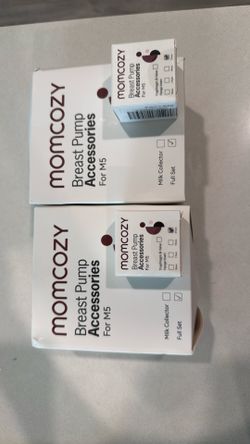 momcozy
Breast Pump
Accessories
For M5
Milk Collector
Full Set
momcozy
Breast Pump
Accessories
For M5
momcozy
Breast Pump
Accessories
For M5
Milk Collector
Full Set
momcozy
Breast Pump
Accessories
For M5